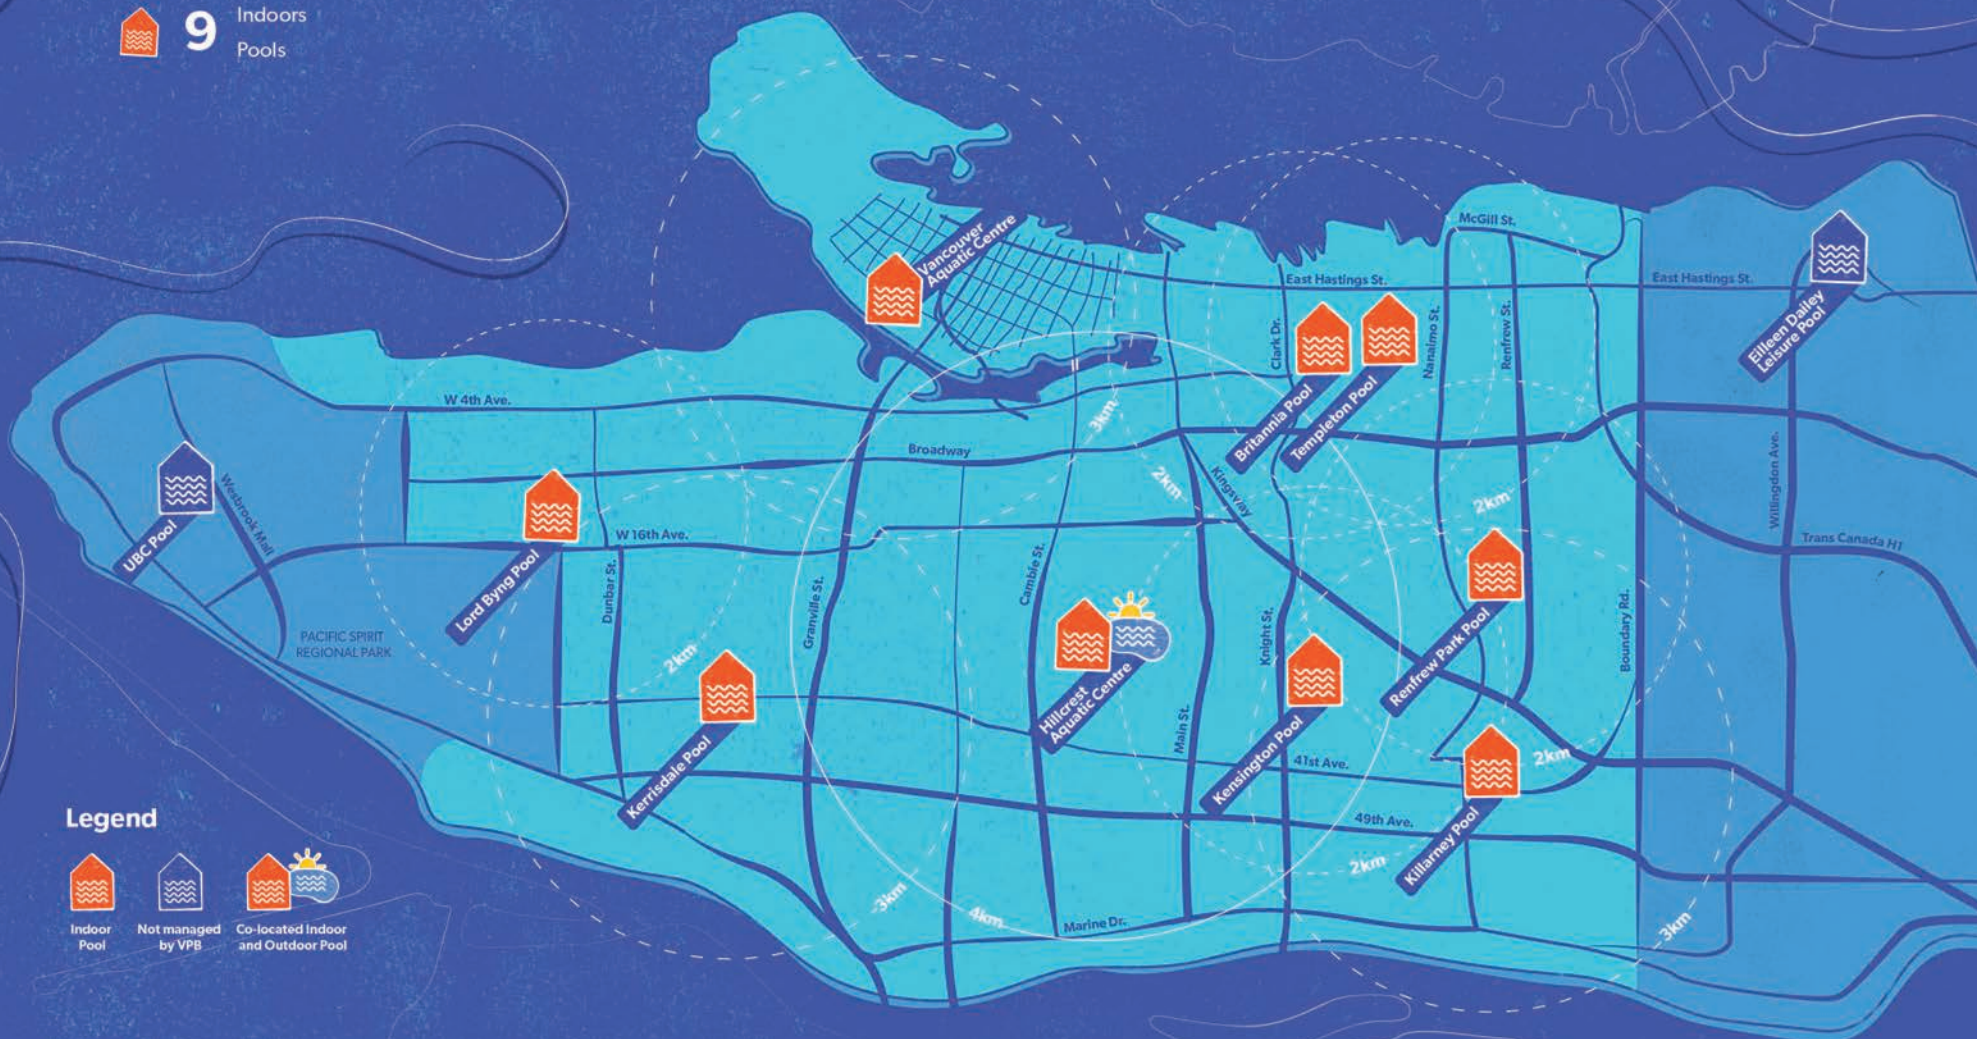 9
Indoors
Pools
Vancouver
Aquatic Centre
McGill St.
East Hastings St.
East Hastings St.
Eilleen Dailey
Leisure Pool
Clark Dr.
Nanaimo St.
Renfrew St.
W 4th Ave.
3km
Britannia Pool
Templeton Pool
Broadway
2km
Kingsway
2km
Willingdon Ave.
Trans Canada H1
Wesbrook Mall
UBC Pool
W 16th Ave.
Lord Byng Pool
Dunbar St.
Granville St.
Cambie St.
Knight St.
Boundary Rd.
PACIFIC SPIRIT
REGIONAL PARK
2km
Renfrew Park Pool
Hillcrest
Aquatic Centre
Main St.
Kerrisdale Pool
Kensington Pool
41st Ave.
2km
49th Ave.
Killarney Pool
2km
3km
4km
Marine Dr.
3km
Legend
Indoor
Pool
Not managed
by VPB
Co-located Indoor
and Outdoor Pool